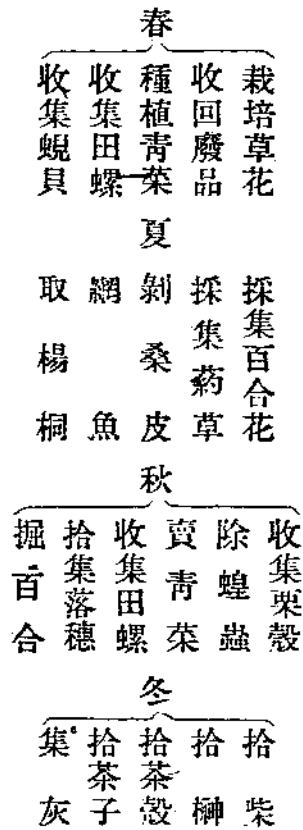 春
栽培草花
收回廢品
種植靑菜
收集田螺
收集蜆貝
夏
採集百合花
採集葯草
剝桑皮
網魚
取楊桐
秋
收集栗殼
除蝗蟲
賣靑菜
收集田螺
拾集落穗
掘百合
冬
拾柴
拾榊
拾茶殼
拾茶子
集灰